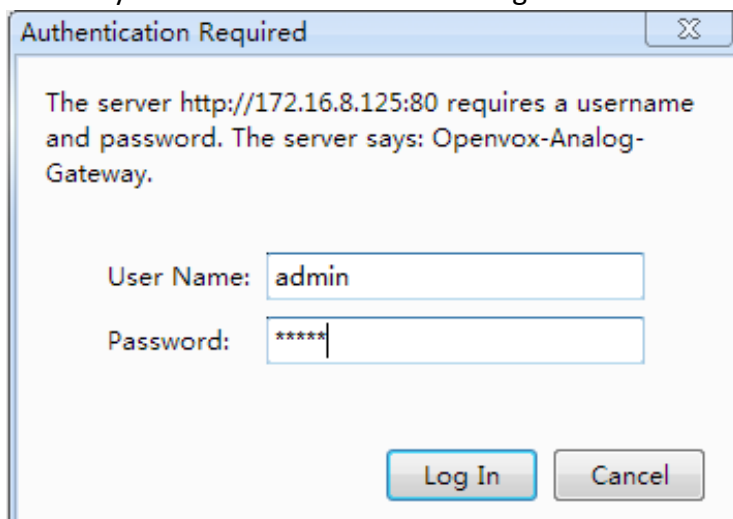 Authentication Required
The server http://172.16.8.125:80 requires a username
and password. The server says: Openvox-Analog-
Gateway.
User Name: admin
Password: *****
Log In Cancel